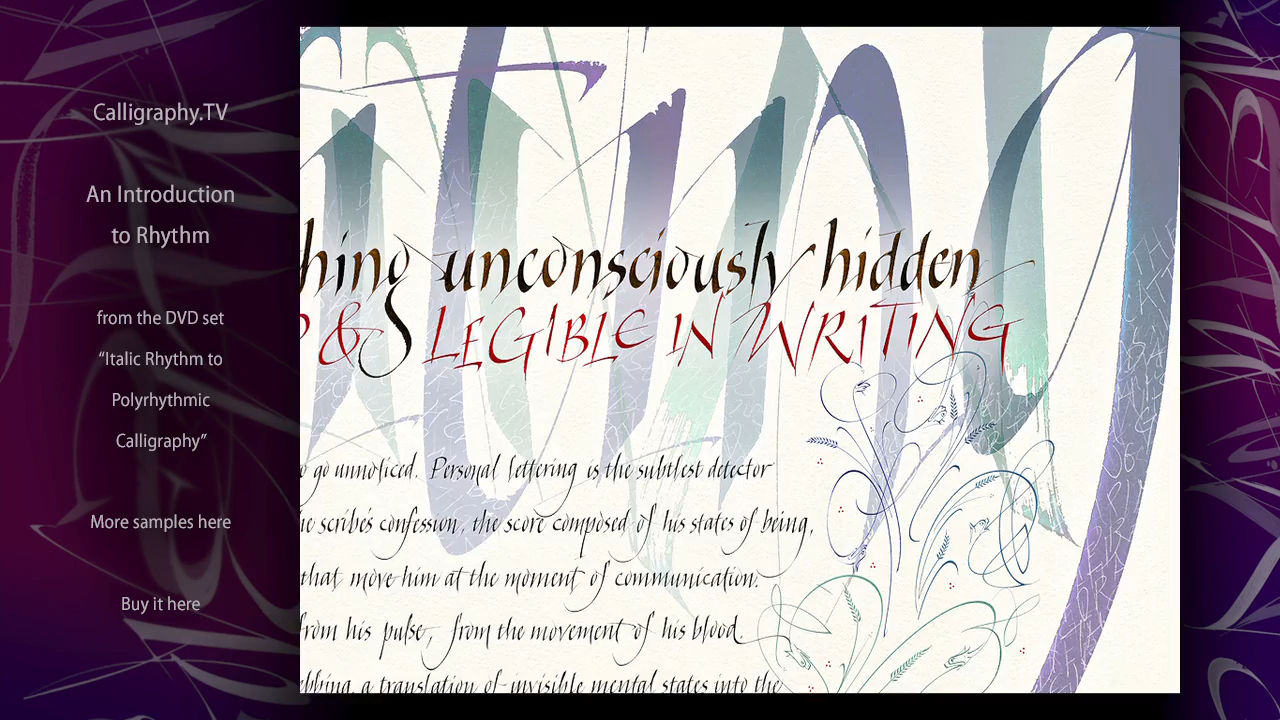 Calligraphy.TV
An Introduction
to Rhythm
from the DVD set
“Italic Rhythm to
Polyrhythmic
Calligraphy”
More samples here
Buy it here
hing unconsciously hidden
& LEGIBLE IN WRITING
go unnoticed. Personal lettering is the subtlest detector
he scribe's confession, the score composed of his states of being,
that move him at the moment of communication:
from his pulse, from the movement of his blood.
ebbing, a translation of invisible mental states into the